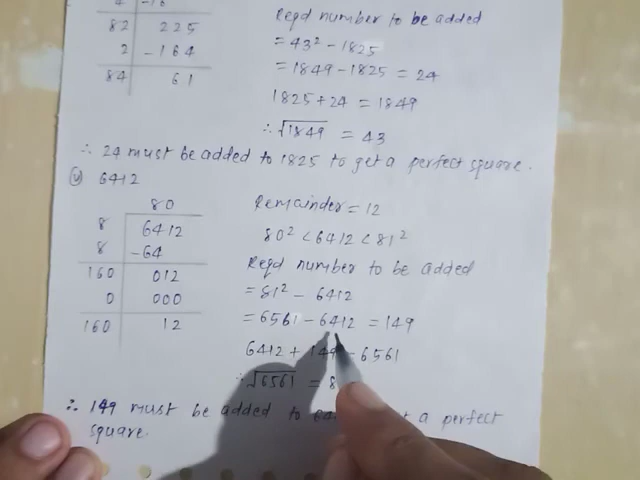 82 225
2 -164
84 61
Reqd number to be added
= 43² - 1825
= 1849 - 1825 = 24
1825 + 24 = 1849
∴ √1849 = 43
∴ 24 must be added to 1825 to get a perfect square.
(v) 6412
80
8 6412
8 -64
160 012
0 000
160 12
Remainder = 12
80² < 6412 < 81²
Reqd number to be added
= 81² - 6412
= 6561 - 6412 = 149
6412 + 149 = 6561
∴ √6561 = 8
∴ 149 must be added to a perfect
square.